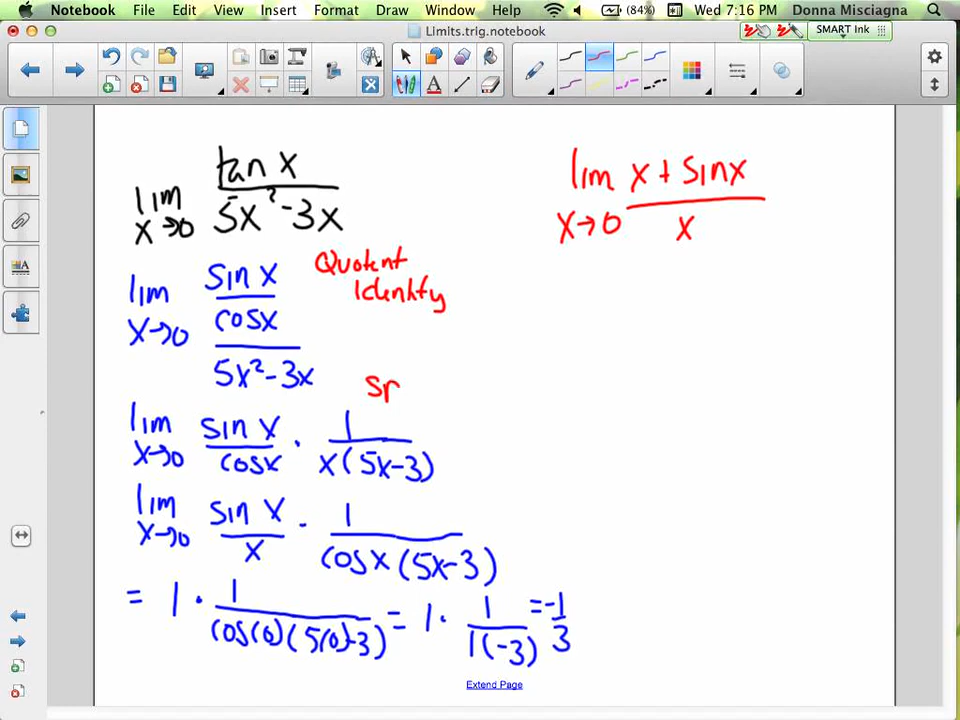 Notebook File Edit View Insert Format Draw Window Help (84%) Wed 7:16 PM Donna Misciagna
Limits.trig.notebook
SMART Ink
lim x→0 tan x / 5x² - 3x
lim x→0 sin x / cos x / 5x² - 3x
Quotent
Identity
sr
lim x→0 sin x / cos x · 1 / x(5x-3)
lim x→0 sin x / x · 1 / cos x (5x-3)
= 1 · 1 / cos(0)(5(0)-3) = 1 · 1 / 1(-3) = -1 / 3
lim x→0 x + sin x / x
Extend Page